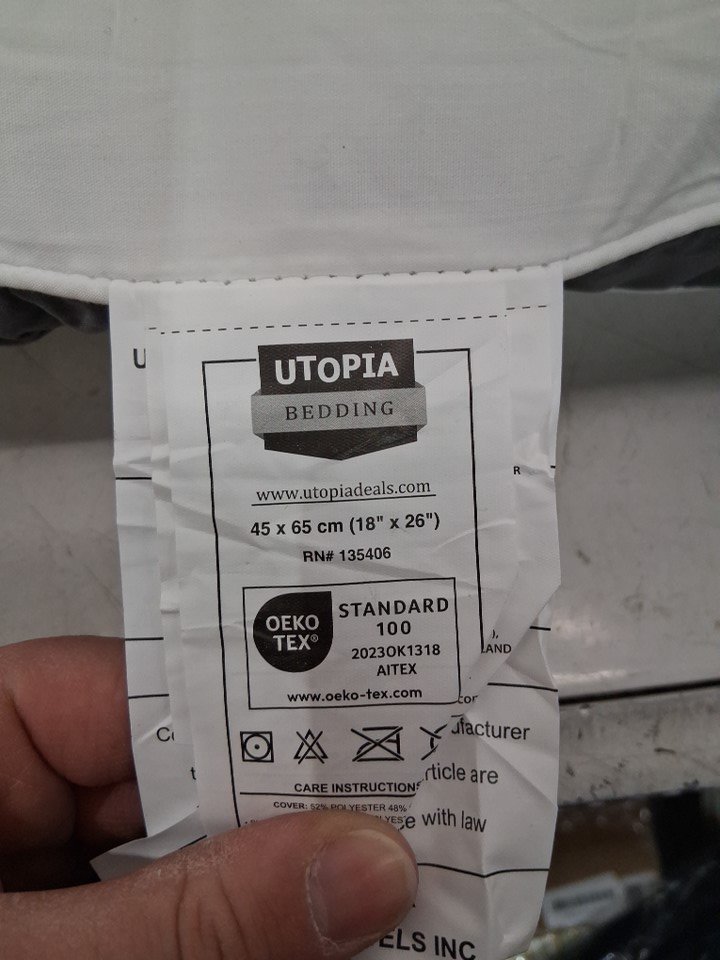 U
UTOPIA
BEDDING
www.utopiadeals.com
45 x 65 cm (18" x 26")
RN# 135406
R
OEKO
TEX®
STANDARD
100
2023OK1318
AITEX
www.oeko-tex.com
CARE INSTRUCTIONS
COVER: 52% POLYESTER 48%
rticle are
e with law
ELS INC